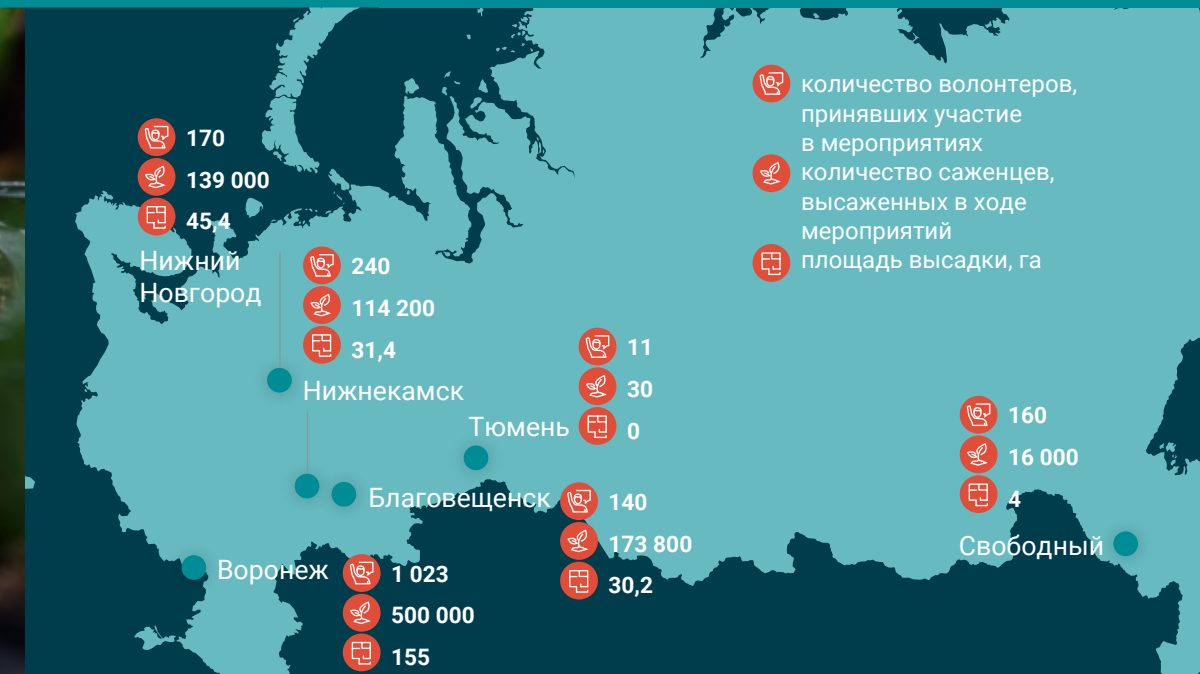 170
139 000
45,4
Нижний
Новгород
240
114 200
31,4
Нижнекамск
количество волонтеров,
принявших участие
в мероприятиях
количество саженцев,
высаженных в ходе
мероприятий
площадь высадки, га
Тюмень
11
30
0
Благовещенск
140
173 800
30,2
Воронеж
1 023
500 000
155
160
16 000
4
Свободный